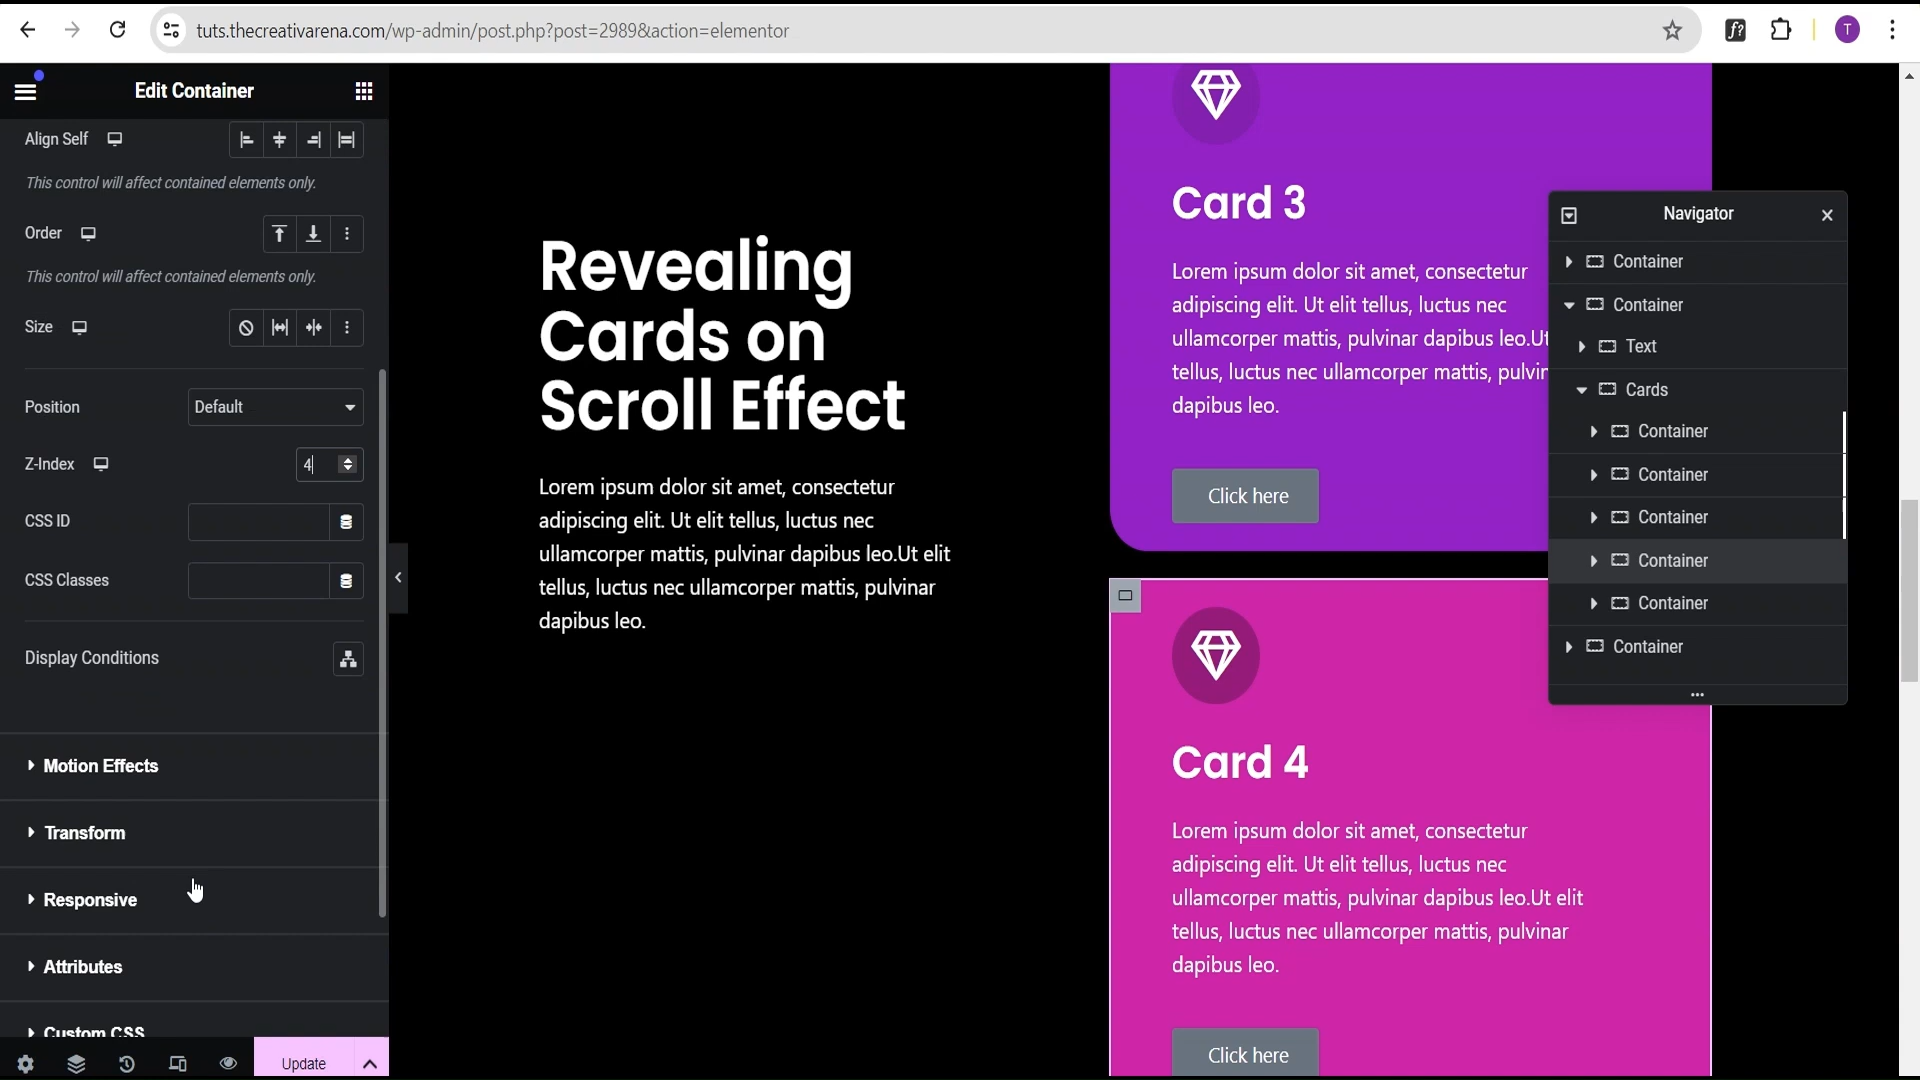 tuts.thecreativarena.com/wp-admin/post.php?post=2989&action=elementor
f?
T
Edit Container
Align Self
This control will affect contained elements only.
Order
This control will affect contained elements only.
Size
Position
Default
Z-Index
4
CSS ID
CSS Classes
Display Conditions
Motion Effects
Transform
Responsive
Attributes
Custom CSS
Update
Revealing
Cards on
Scroll Effect
Lorem ipsum dolor sit amet, consectetur
adipiscing elit. Ut elit tellus, luctus nec
ullamcorper mattis, pulvinar dapibus leo.Ut elit
tellus, luctus nec ullamcorper mattis, pulvinar
dapibus leo.
Card 3
Lorem ipsum dolor sit amet, consectetur
adipiscing elit. Ut elit tellus, luctus nec
ullamcorper mattis, pulvinar dapibus leo.Ut
tellus, luctus nec ullamcorper mattis, pulvin
dapibus leo.
Click here
Card 4
Lorem ipsum dolor sit amet, consectetur
adipiscing elit. Ut elit tellus, luctus nec
ullamcorper mattis, pulvinar dapibus leo.Ut elit
tellus, luctus nec ullamcorper mattis, pulvinar
dapibus leo.
Click here
Navigator
Container
Container
Text
Cards
Container
Container
Container
Container
Container
Container